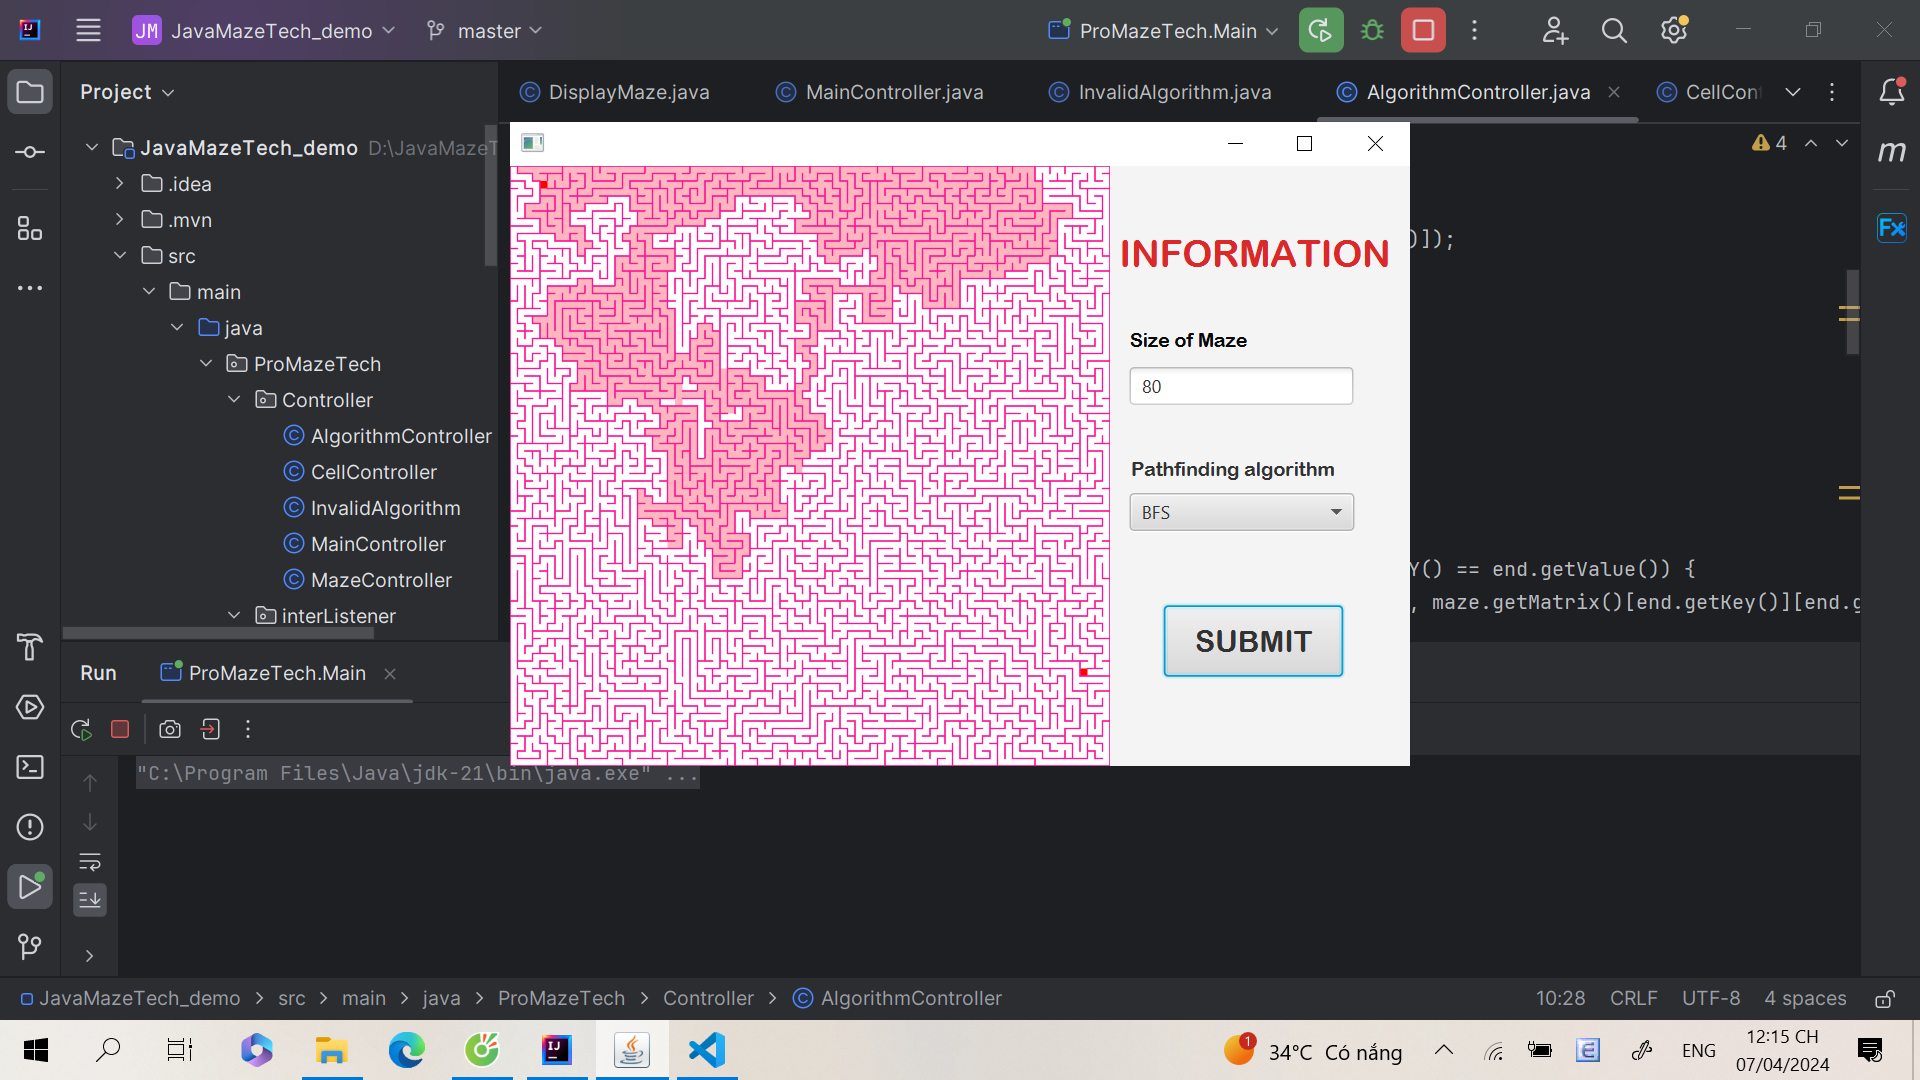 JM JavaMazeTech_demo master ProMazeTech.Main
Project
DisplayMaze.java MainController.java InvalidAlgorithm.java AlgorithmController.java CellCont
JavaMazeTech_demo D:\JavaMazeT
.idea
.mvn
src
main
java
ProMazeTech
Controller
AlgorithmController
CellController
InvalidAlgorithm
MainController
MazeController
interListener
4
)]);
INFORMATION
Size of Maze
80
Pathfinding algorithm
BFS
SUBMIT
Y() == end.getValue()) {
, maze.getMatrix()[end.getKey()][end.g
m
Fx
Run ProMazeTech.Main
"C:\Program Files\Java\jdk-21\bin\java.exe" ...
JavaMazeTech_demo > src > main > java > ProMazeTech > Controller > AlgorithmController
10:28 CRLF UTF-8 4 spaces
1 34°C Có nắng
ENG
12:15 CH
07/04/2024